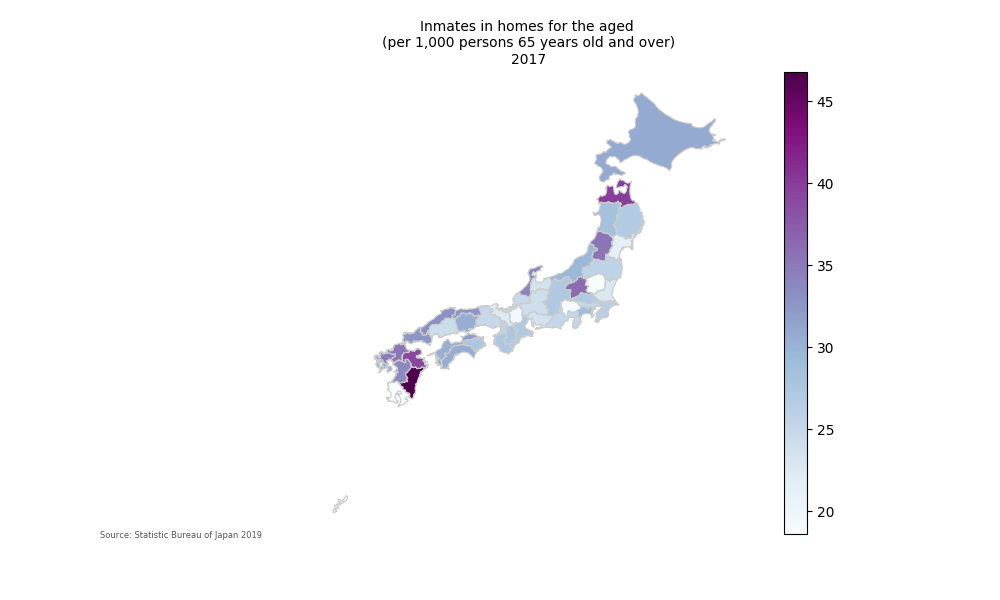 Inmates in homes for the aged
(per 1,000 persons 65 years old and over)
2017
45
40
35
30
25
20
Source: Statistic Bureau of Japan 2019